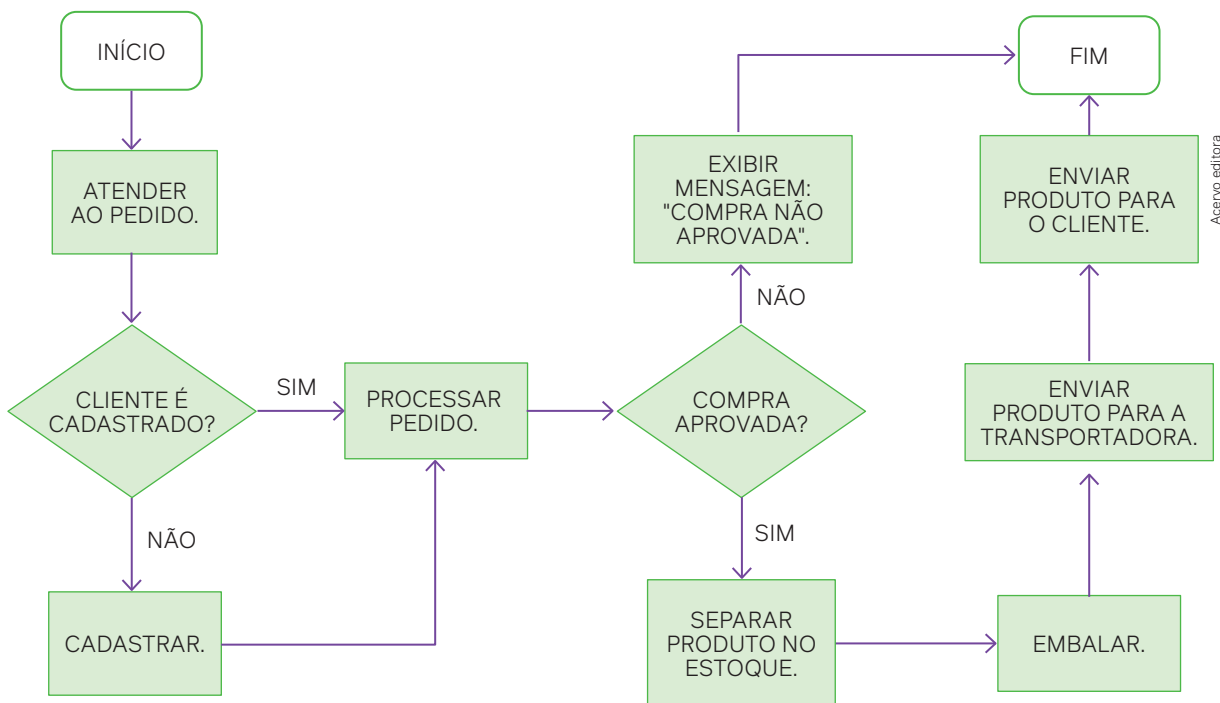 INÍCIO
ATENDER
AO PEDIDO.
CLIENTE É
CADASTRADO?
SIM
NÃO
CADASTRAR.
PROCESSAR
PEDIDO.
COMPRA
APROVADA?
NÃO
EXIBIR
MENSAGEM:
"COMPRA NÃO
APROVADA".
SIM
SEPARAR
PRODUTO NO
ESTOQUE.
EMBALAR.
ENVIAR
PRODUTO PARA A
TRANSPORTADORA.
ENVIAR
PRODUTO PARA
O CLIENTE.
FIM
Acervo editora